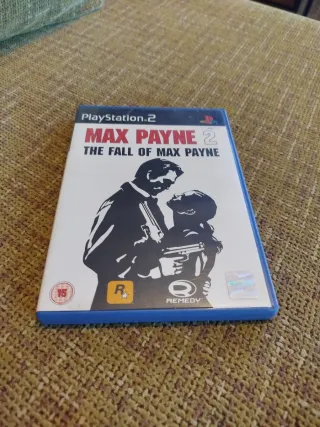 PlayStation.2
MAX PAYNE 2
THE FALL OF MAX PAYNE
15
R
REMEDY